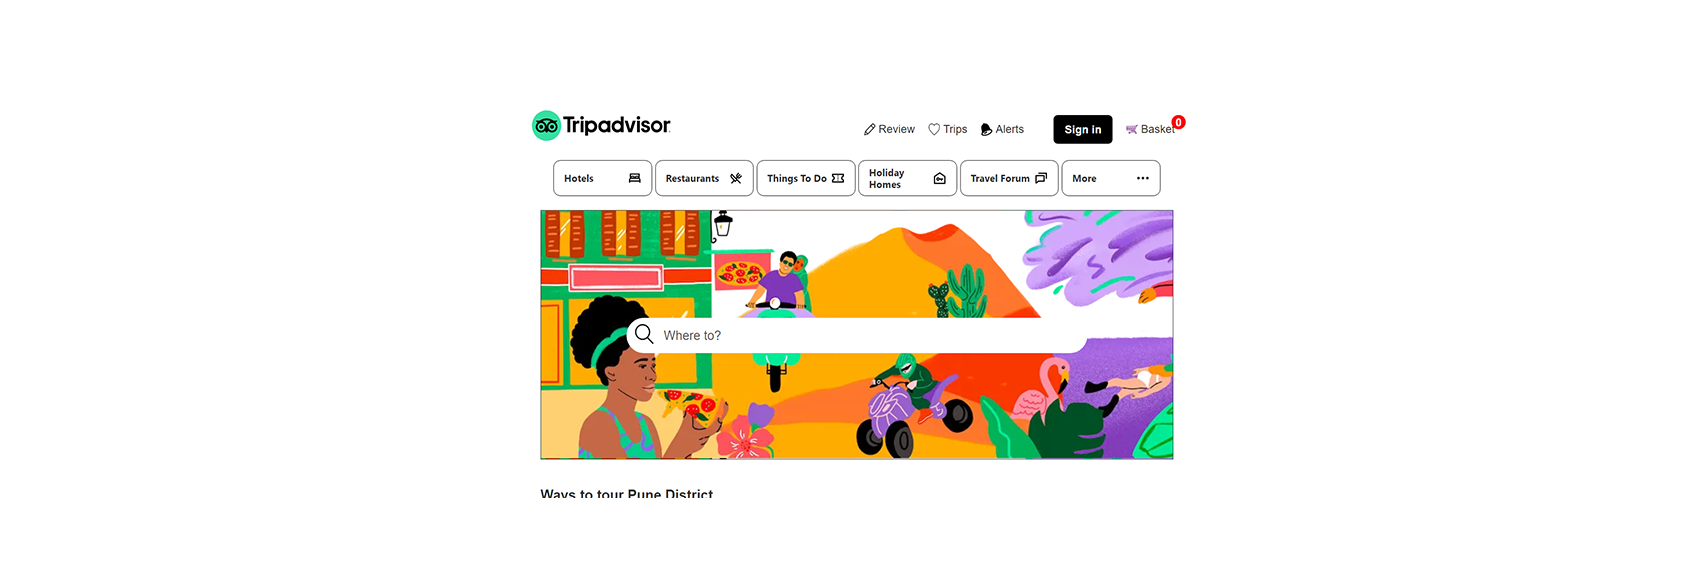 Tripadvisor
Review Trips Alerts Sign in Basket 0
Hotels Restaurants Things To Do Holiday Homes Travel Forum More
Where to?
Ways to tour Pune District